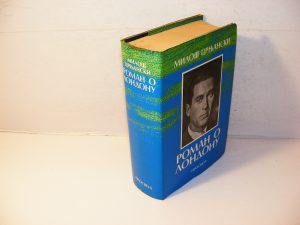 МИЛОШ
ЦРЊАНСКИ
РОМАН О
ЛОНДОНУ
МИЛОШ ЦРЊАНСКИ
РОМАН О
ЛОНДОНУ